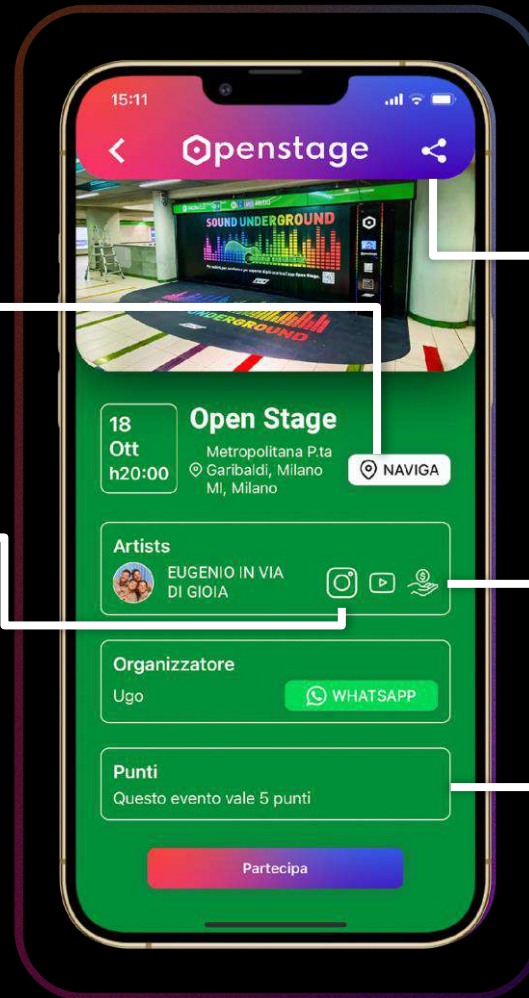 15:11
Openstage
SOUND UNDERGROUND
UNDERGROUND
18
Ott
h20:00
Open Stage
Metropolitana P.ta
Garibaldi, Milano
MI, Milano
NAVIGA
Artists
EUGENIO IN VIA
DI GIOIA
Organizzatore
Ugo
WHATSAPP
Punti
Questo evento vale 5 punti
Partecipa